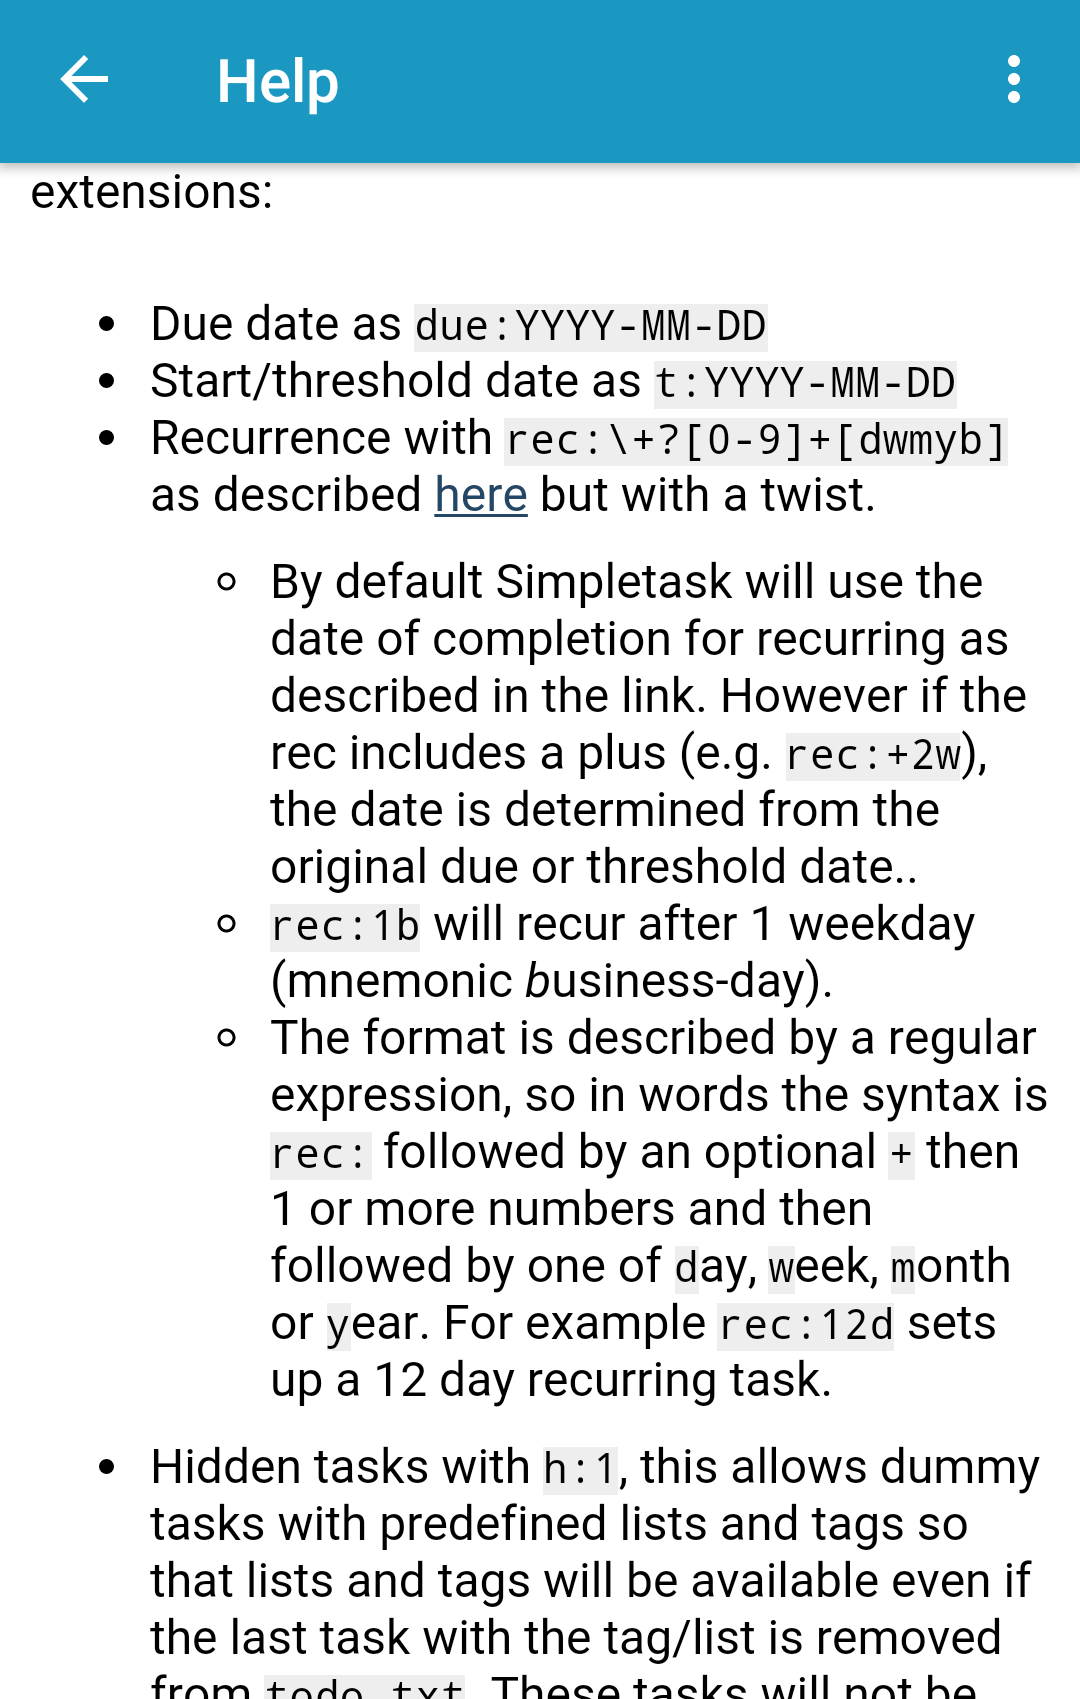 Help
extensions:
• Due date as due:YYYY-MM-DD
• Start/threshold date as t:YYYY-MM-DD
• Recurrence with rec:\+?[0-9]+[dwmyb]
as described here but with a twist.
◦ By default Simpletask will use the
date of completion for recurring as
described in the link. However if the
rec includes a plus (e.g. rec:+2w),
the date is determined from the
original due or threshold date..
◦ rec:1b will recur after 1 weekday
(mnemonic business-day).
◦ The format is described by a regular
expression, so in words the syntax is
rec: followed by an optional + then
1 or more numbers and then
followed by one of day, week, month
or year. For example rec:12d sets
up a 12 day recurring task.
• Hidden tasks with h:1, this allows dummy
tasks with predefined lists and tags so
that lists and tags will be available even if
the last task with the tag/list is removed
from todo.txt. These tasks will not be